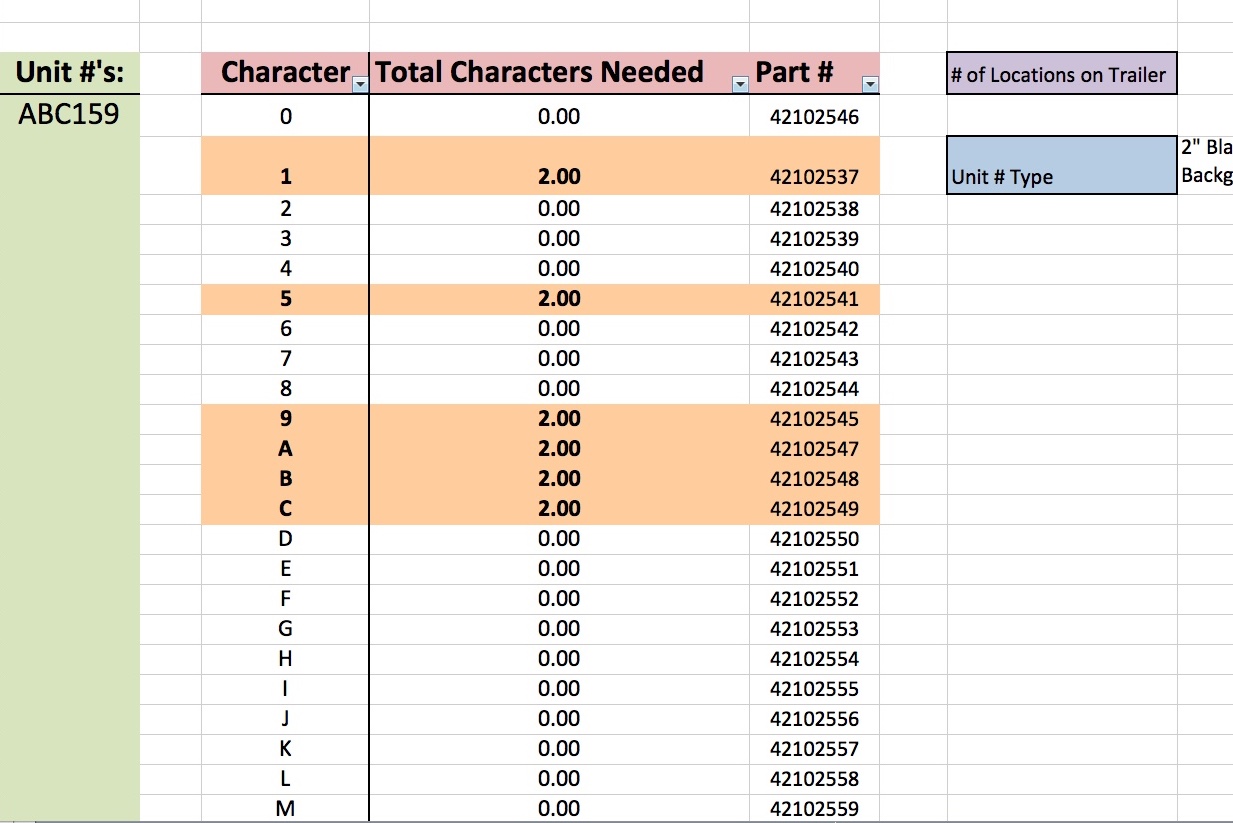 Unit #'s: Character Total Characters Needed Part # # of Locations on Trailer
ABC159 0 0.00 42102546
1 2.00 42102537 Unit # Type 2"
2 0.00 42102538
3 0.00 42102539
4 0.00 42102540
5 2.00 42102541
6 0.00 42102542
7 0.00 42102543
8 0.00 42102544
9 2.00 42102545
A 2.00 42102547
B 2.00 42102548
C 2.00 42102549
D 0.00 42102550
E 0.00 42102551
F 0.00 42102552
G 0.00 42102553
H 0.00 42102554
I 0.00 42102555
J 0.00 42102556
K 0.00 42102557
L 0.00 42102558
M 0.00 42102559